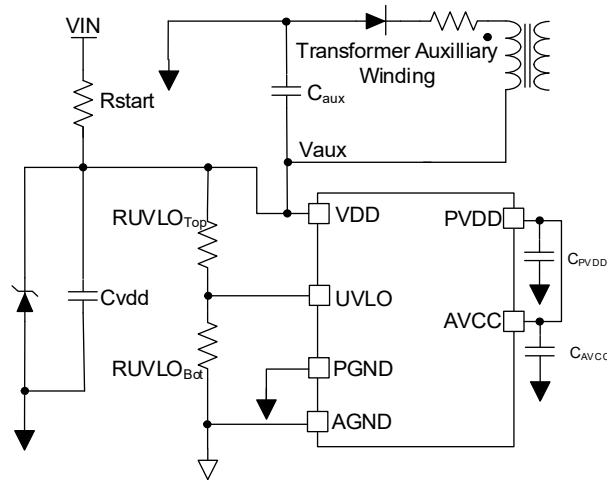 VIN
Transformer Auxilliary
Winding
Rstart
Caux
Vaux
RUVLOTop
VDD
PVDD
CPVDD
Cvdd
UVLO
AVCC
RUVLOBot
PGND
CAVCC
AGND